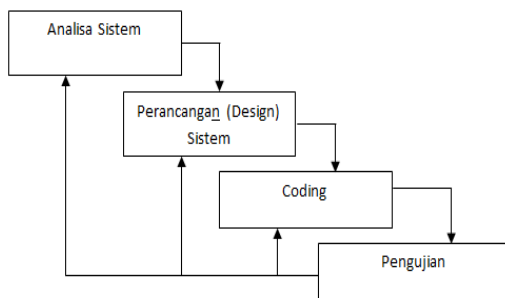 Analisa Sistem
Perancangan (Design)
Sistem
Coding
Pengujian